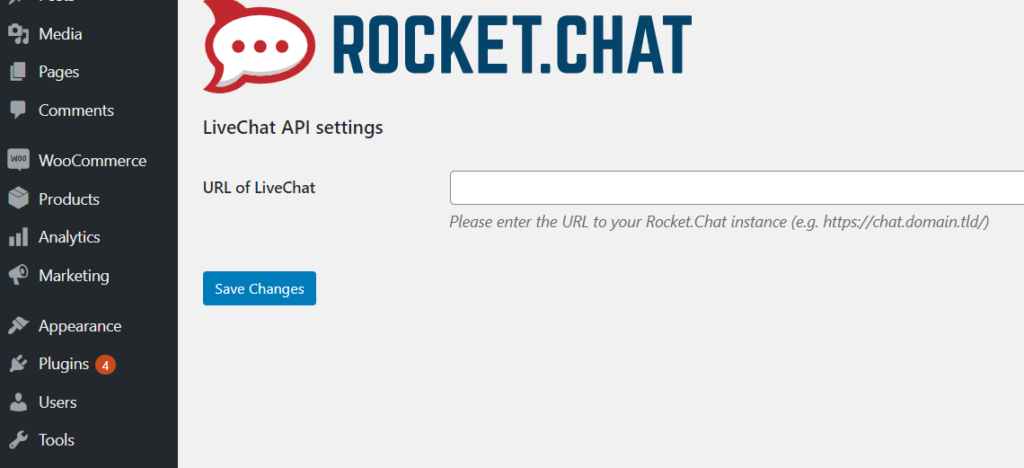 Media
Pages
Comments
WOO WooCommerce
Products
Analytics
Marketing
Appearance
Plugins 4
Users
Tools
ROCKET.CHAT
LiveChat API settings
URL of LiveChat
Please enter the URL to your Rocket.Chat instance (e.g. https://chat.domain.tld/)
Save Changes